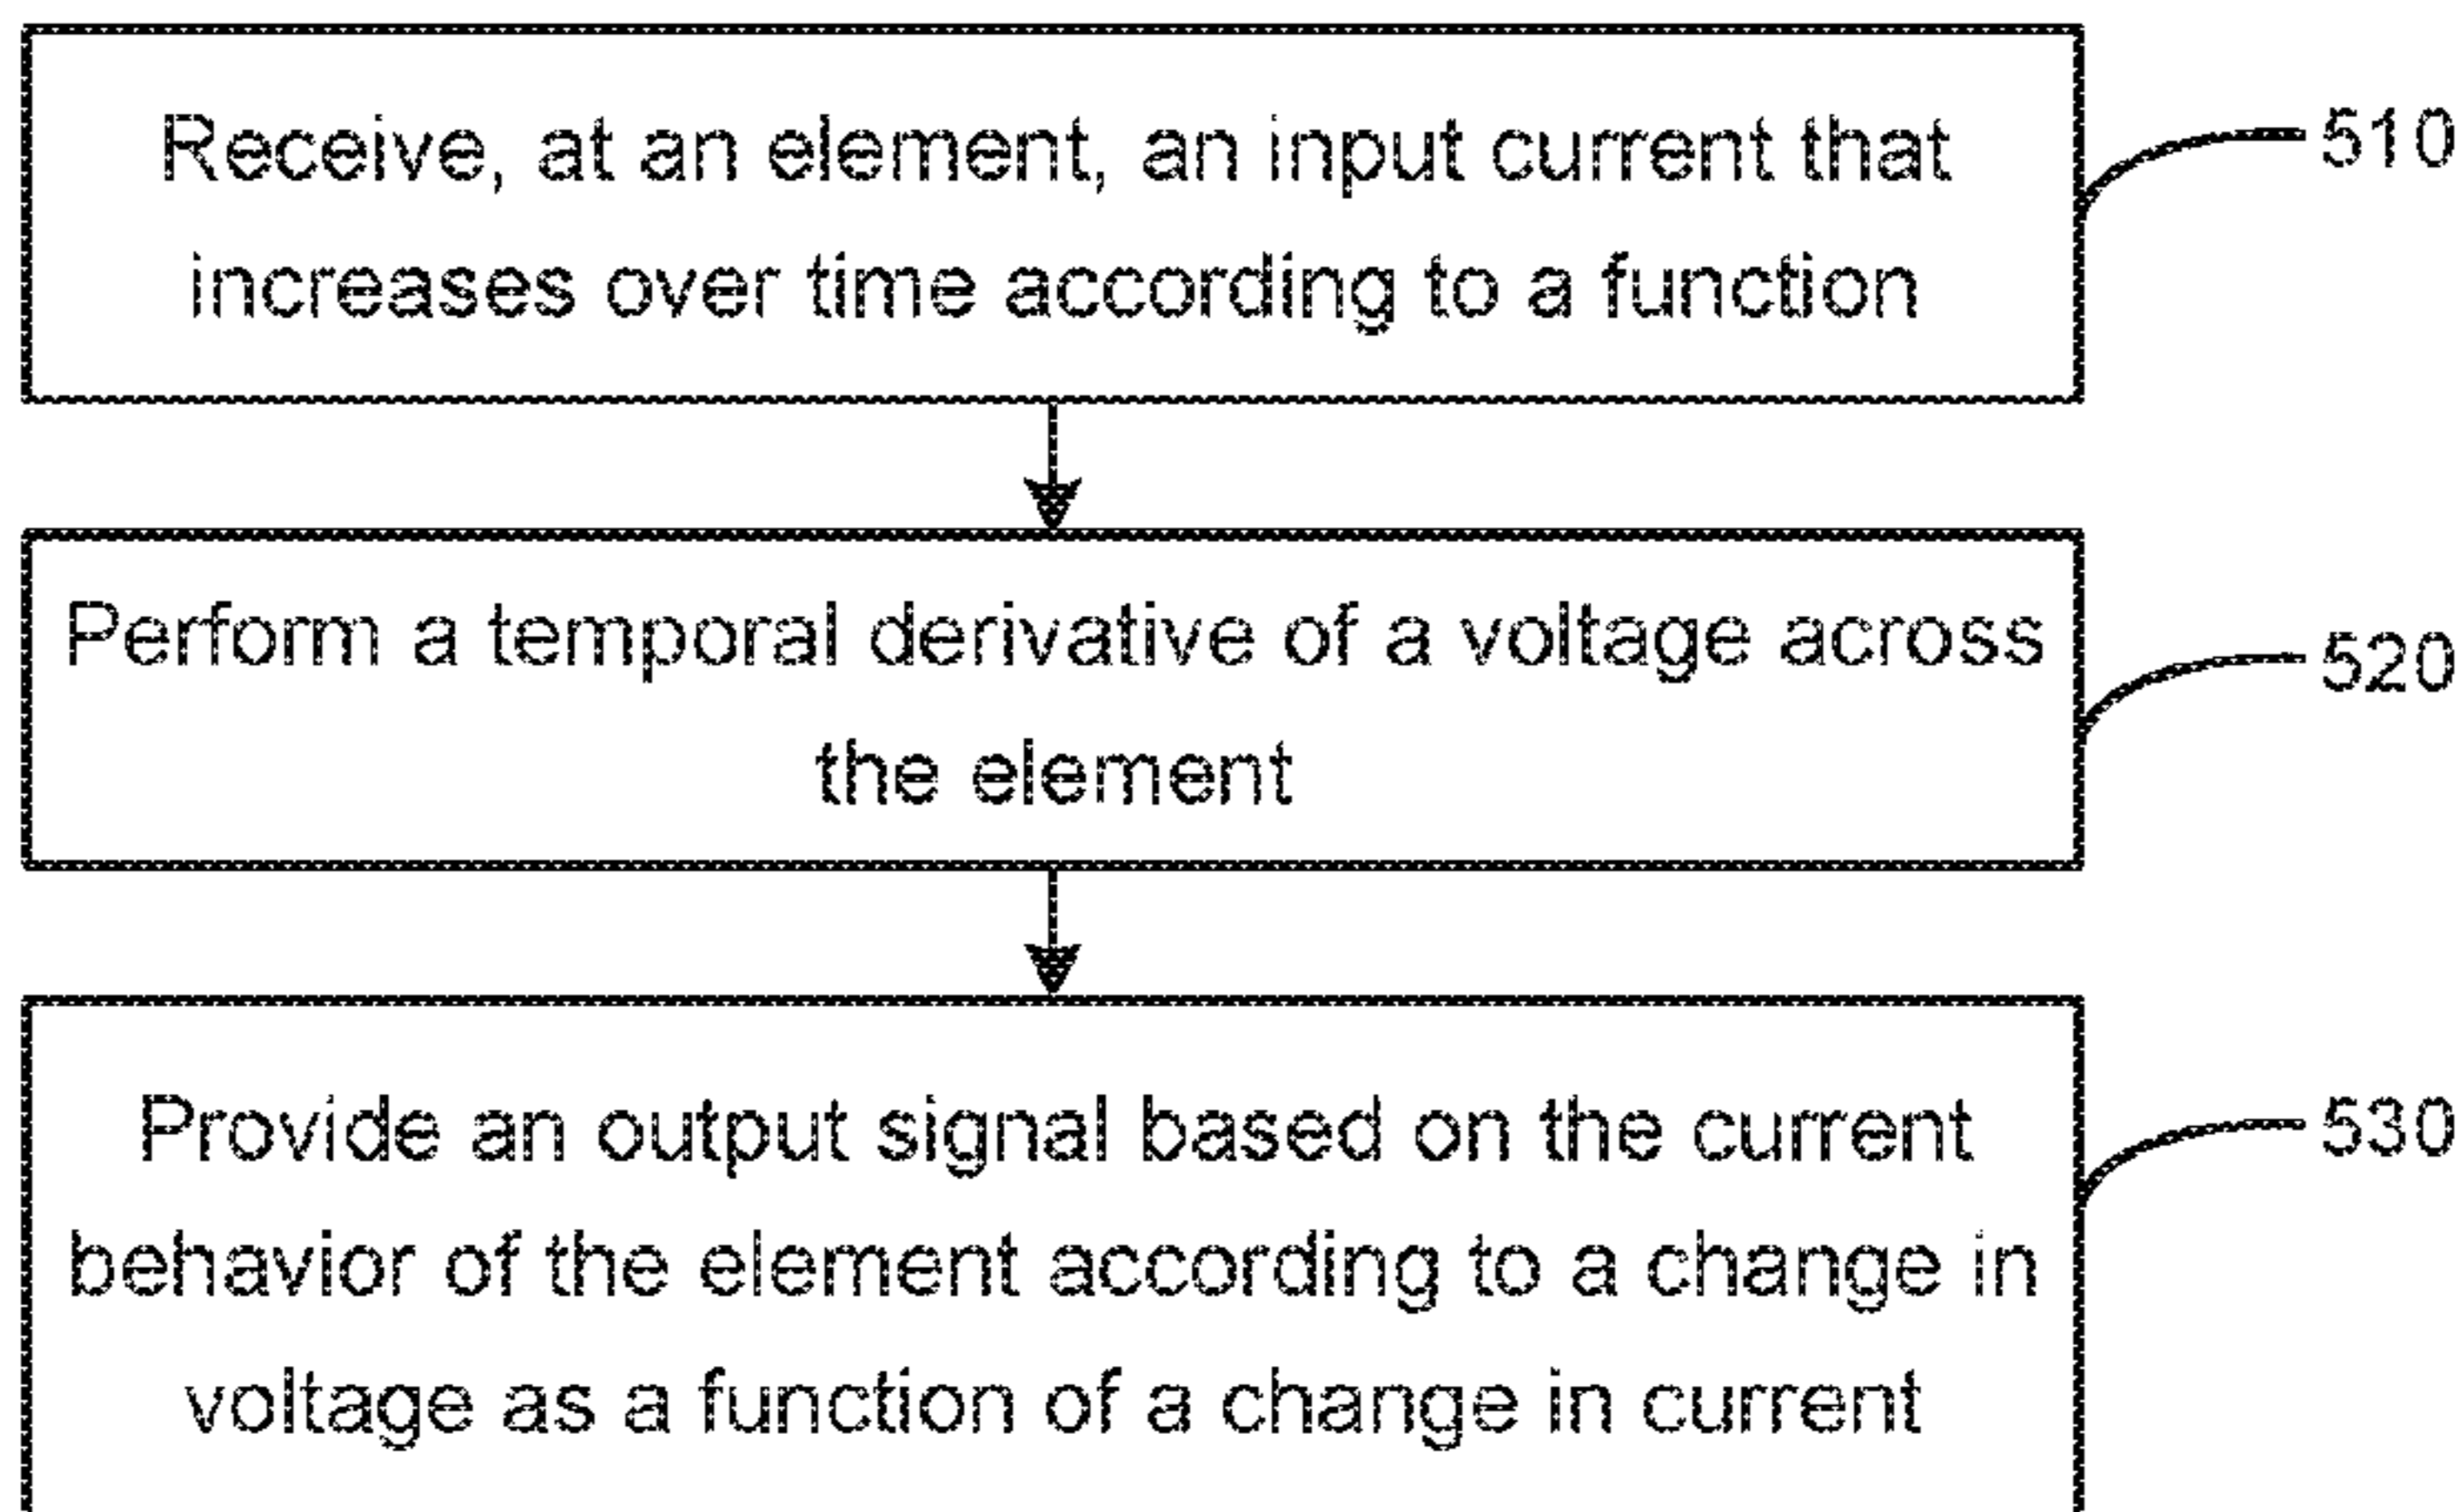 Receive, at an element, an input current that
increases over time according to a function
510
Perform a temporal derivative of a voltage across
the element
520
Provide an output signal based on the current
behavior of the element according to a change in
voltage as a function of a change in current
530